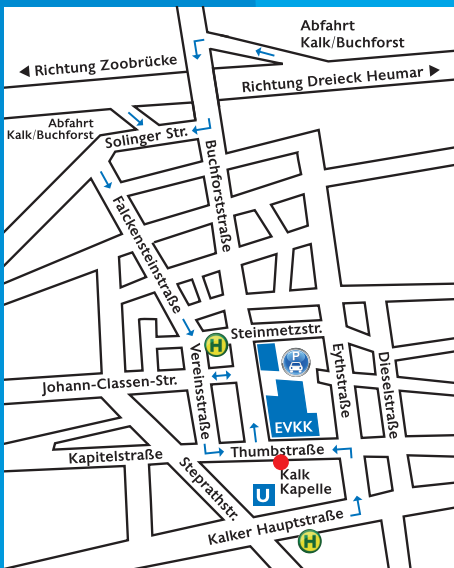 Abfahrt
Kalk/Buchforst
Richtung Zoobrücke
Richtung Dreieck Heumar
Abfahrt
Kalk/Buchforst
Solinger Str.
Buchforststraße
Falckensteinstraße
H
Steinmetzstr.
P
Vereinsstraße
Eythstraße
Dieselstraße
Johann-Classen-Str.
EVKK
Kapitelstraße
Thumbstraße
Kalk
Kapelle
U
Steprathstr.
Kalker Hauptstraße
H